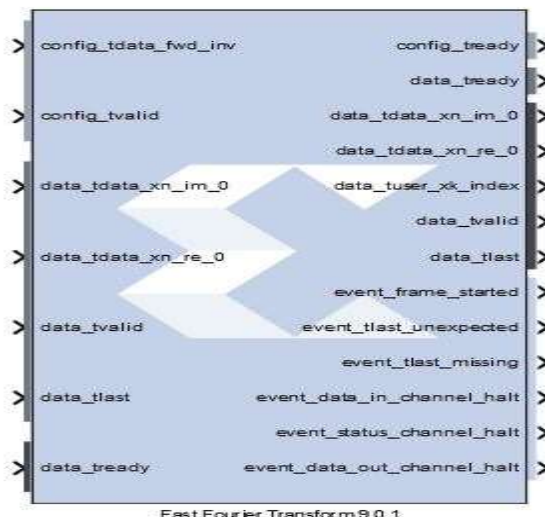 config_tdata_fwd_inv
config_tready
data_tready
config_tvalid
data_tdata_xn_im_0
data_tdata_xn_re_0
data_tdata_xn_im_0
data_tuser_xk_index
data_tvalid
data_tdata_xn_re_0
data_tlast
event_frame_started
data_tvalid
event_tlast_unexpected
event_tlast_missing
data_tlast
event_data_in_channel_halt
event_status_channel_halt
data_tready
event_data_out_channel_halt
Fast Fourier Transform 9.0.1